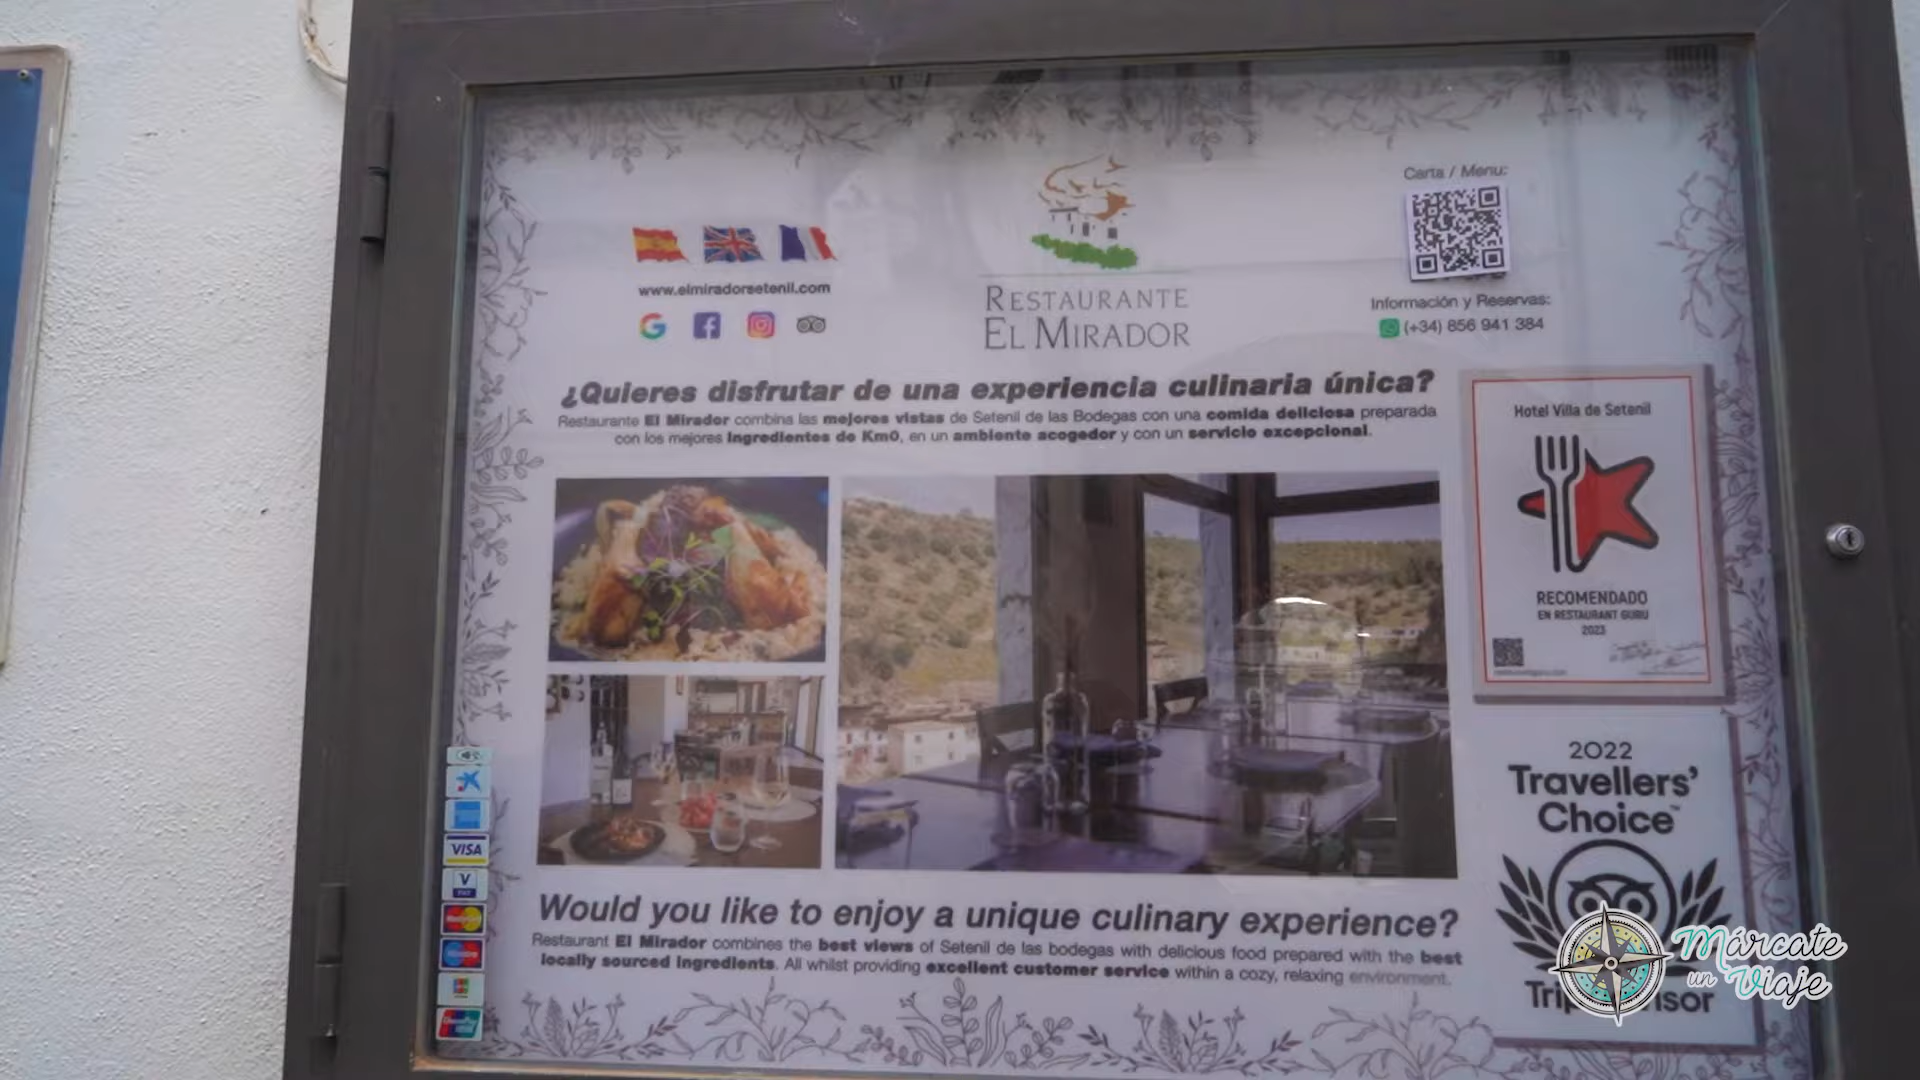 Carta / Menu:
www.elmiradorsetenil.com
RESTAURANTE
EL MIRADOR
Información y Reservas:
(+34) 856 941 384
¿Quieres disfrutar de una experiencia culinaria única?
Restaurante El Mirador combina las mejores vistas de Setenil de las Bodegas con una comida deliciosa preparada
con los mejores ingredientes de Km0, en un ambiente acogedor y con un servicio excepcional.
Hotel Villa de Setenil
RECOMENDADO
EN RESTAURANT GURU
2023
2022
Travellers'
Choice™
VISA
V
Would you like to enjoy a unique culinary experience?
Restaurant El Mirador combines the best views of Setenil de las bodegas with delicious food prepared with the best
locally sourced ingredients. All whilst providing excellent customer service within a cozy, relaxing environment.
Márcate
un Viaje